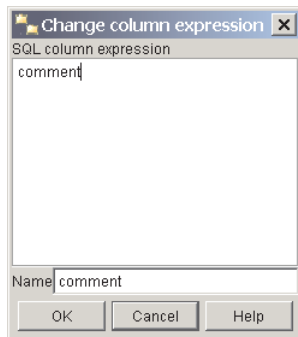 Change column expression
SQL column expression
comment
Name comment
OK Cancel Help